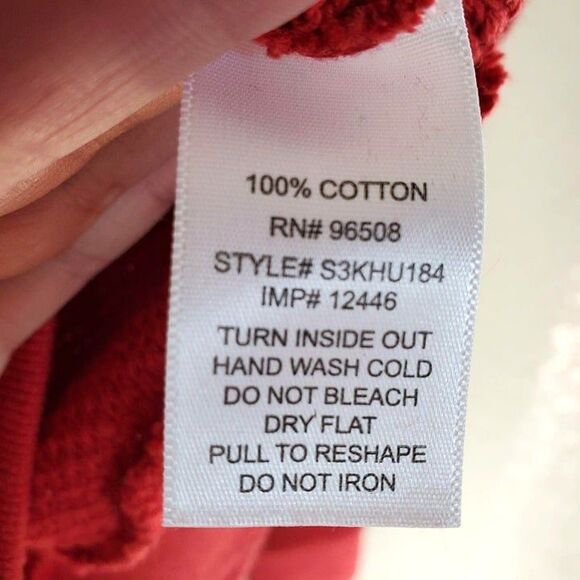 100% COTTON
RN# 96508
STYLE# S3KHU184
IMP# 12446
TURN INSIDE OUT
HAND WASH COLD
DO NOT BLEACH
DRY FLAT
PULL TO RESHAPE
DO NOT IRON